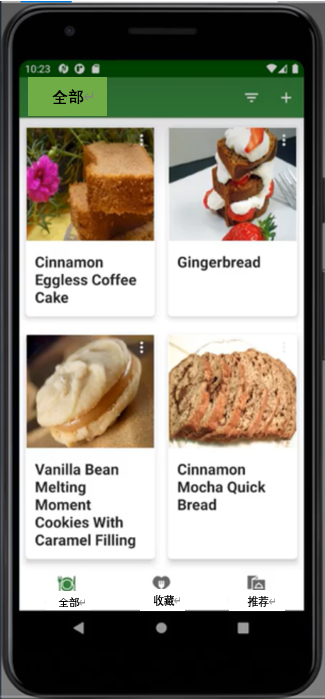 10:23
全部
Cinnamon
Eggless Coffee
Cake
Gingerbread
Vanilla Bean
Melting
Moment
Cookies With
Caramel Filling
Cinnamon
Mocha Quick
Bread
全部
收藏
推荐